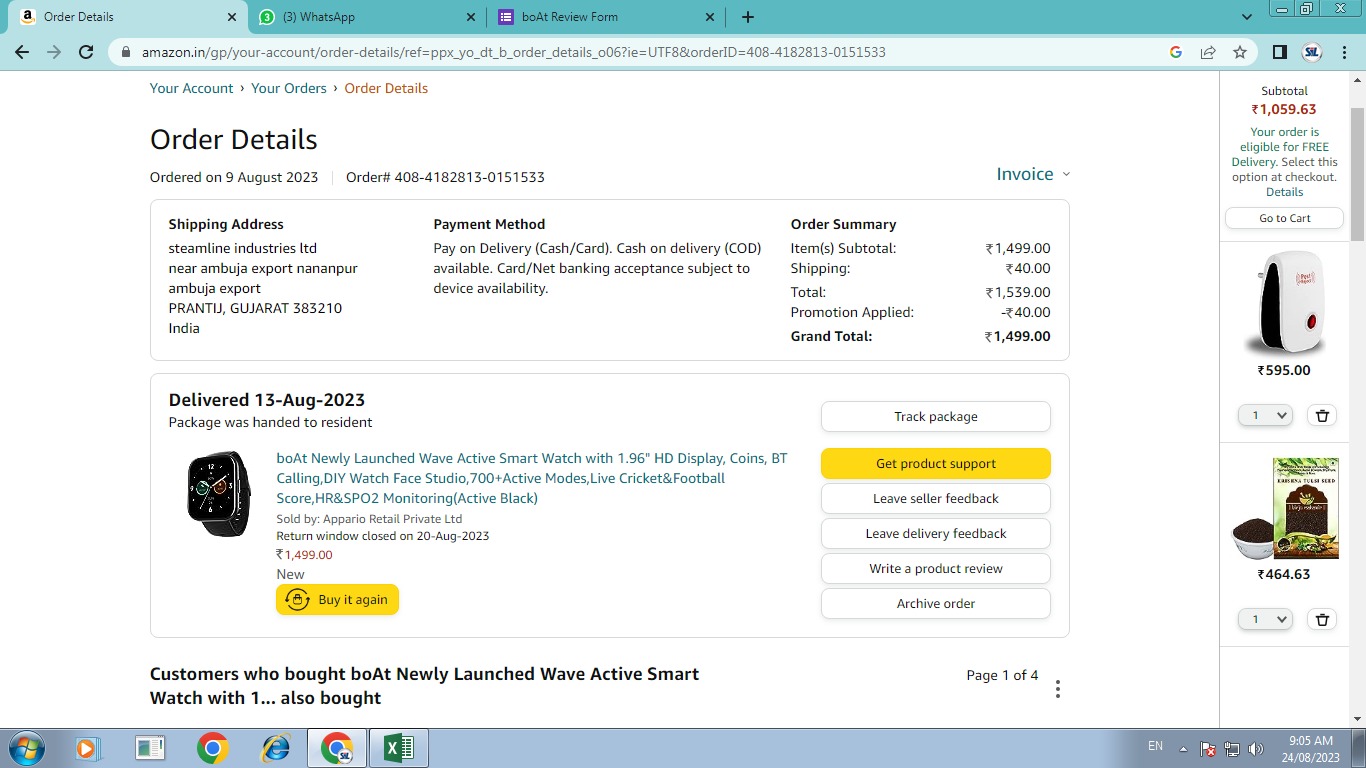 Order Details
(3) WhatsApp
boAt Review Form
amazon.in/gp/your-account/order-details/ref=ppx_yo_dt_b_order_details_o06?ie=UTF8&orderID=408-4182813-0151533
Your Account › Your Orders › Order Details
Order Details
Ordered on 9 August 2023
Order# 408-4182813-0151533
Invoice
Shipping Address
steamline industries ltd
near ambuja export nananpur
ambuja export
PRANTIJ, GUJARAT 383210
India
Payment Method
Pay on Delivery (Cash/Card). Cash on delivery (COD)
available. Card/Net banking acceptance subject to
device availability.
Order Summary
Item(s) Subtotal: ₹1,499.00
Shipping: ₹40.00
Total: ₹1,539.00
Promotion Applied: -₹40.00
Grand Total: ₹1,499.00
Delivered 13-Aug-2023
Package was handed to resident
boAt Newly Launched Wave Active Smart Watch with 1.96" HD Display, Coins, BT
Calling,DIY Watch Face Studio,700+Active Modes,Live Cricket&Football
Score,HR&SPO2 Monitoring(Active Black)
Sold by: Appario Retail Private Ltd
Return window closed on 20-Aug-2023
₹1,499.00
New
Buy it again
Track package
Get product support
Leave seller feedback
Leave delivery feedback
Write a product review
Archive order
Customers who bought boAt Newly Launched Wave Active Smart
Watch with 1... also bought
Page 1 of 4
Subtotal
₹1,059.63
Your order is
eligible for FREE
Delivery. Select this
option at checkout.
Details
Go to Cart
₹595.00
1
KRISHNA TULSI SEED
₹464.63
1
EN
9:05 AM
24/08/2023